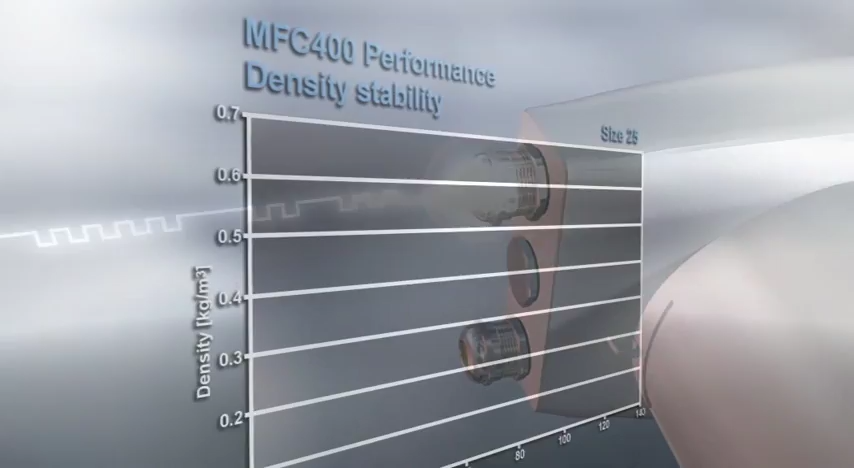 MFC400 Performance
Density stability
Size 25
0.7
0.6
0.5
0.4
0.3
0.2
Density [kg/m³]
80
100
120
140